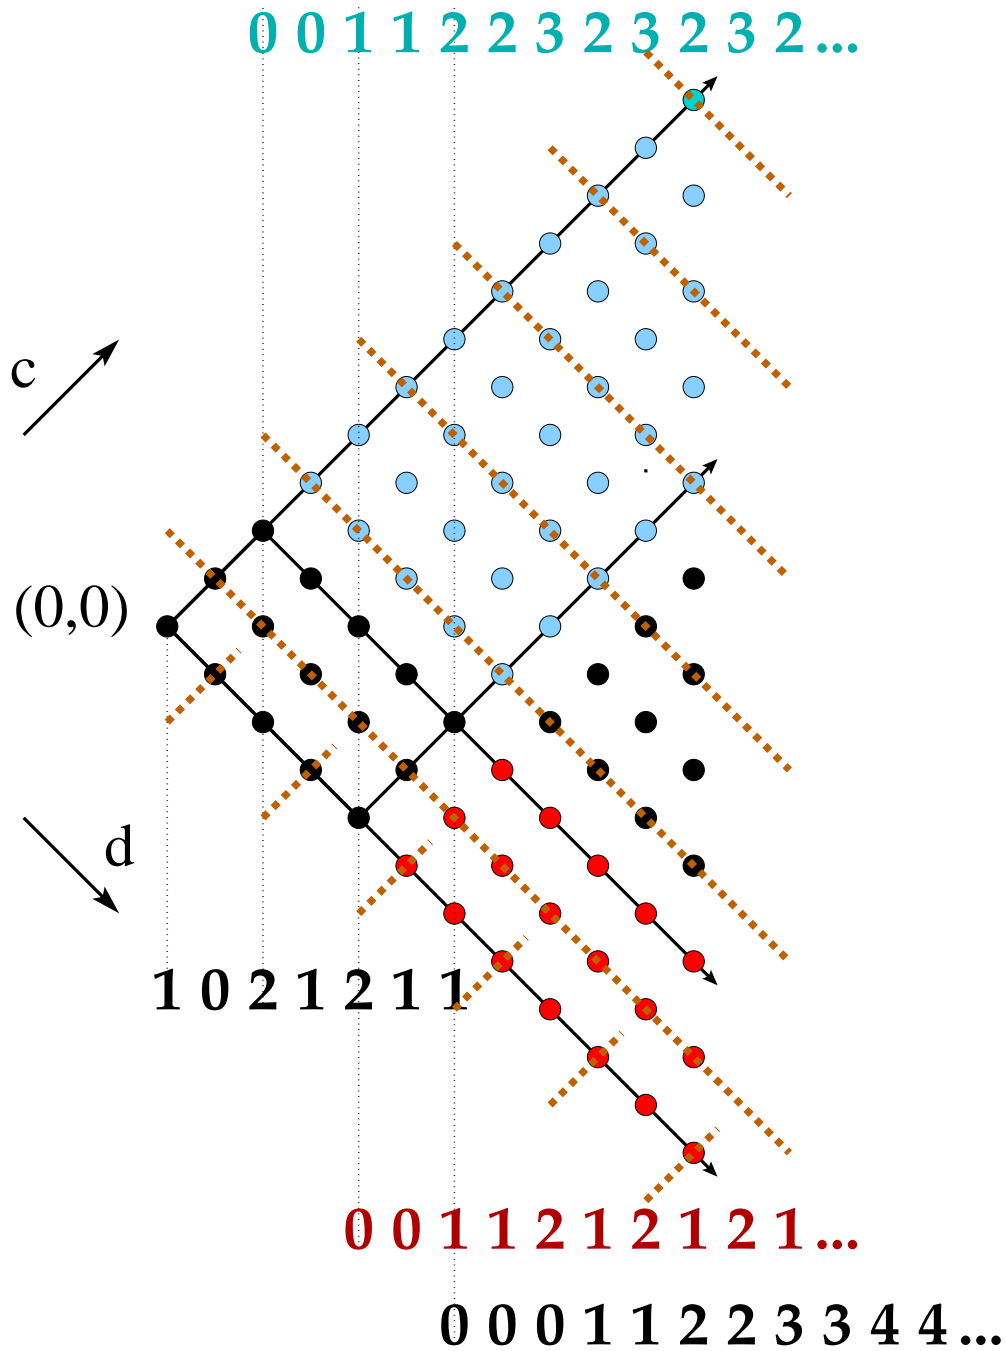 0 0 1 1 2 2 3 2 3 2 3 2 ...
c
(0,0)
d
1 0 2 1 2 1 1
0 0 1 1 2 1 2 1 2 1 ...
0 0 0 1 1 2 2 3 3 4 4 ...